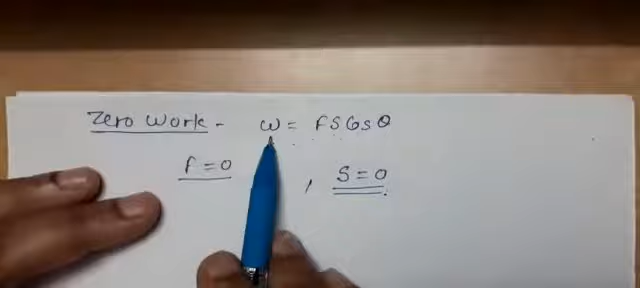 Zero Work - W = FS Cos θ
F = 0 , S = 0.